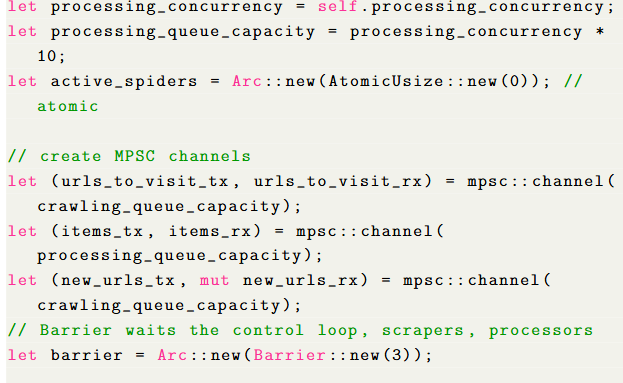 let processing_concurrency = self.processing_concurrency;
let processing_queue_capacity = processing_concurrency *
10;
let active_spiders = Arc::new(AtomicUsize::new(0)); //
atomic
// create MPSC channels
let (urls_to_visit_tx, urls_to_visit_rx) = mpsc::channel(
crawling_queue_capacity);
let (items_tx, items_rx) = mpsc::channel(
processing_queue_capacity);
let (new_urls_tx, mut new_urls_rx) = mpsc::channel(
crawling_queue_capacity);
// Barrier waits the control loop, scrapers, processors
let barrier = Arc::new(Barrier::new(3));